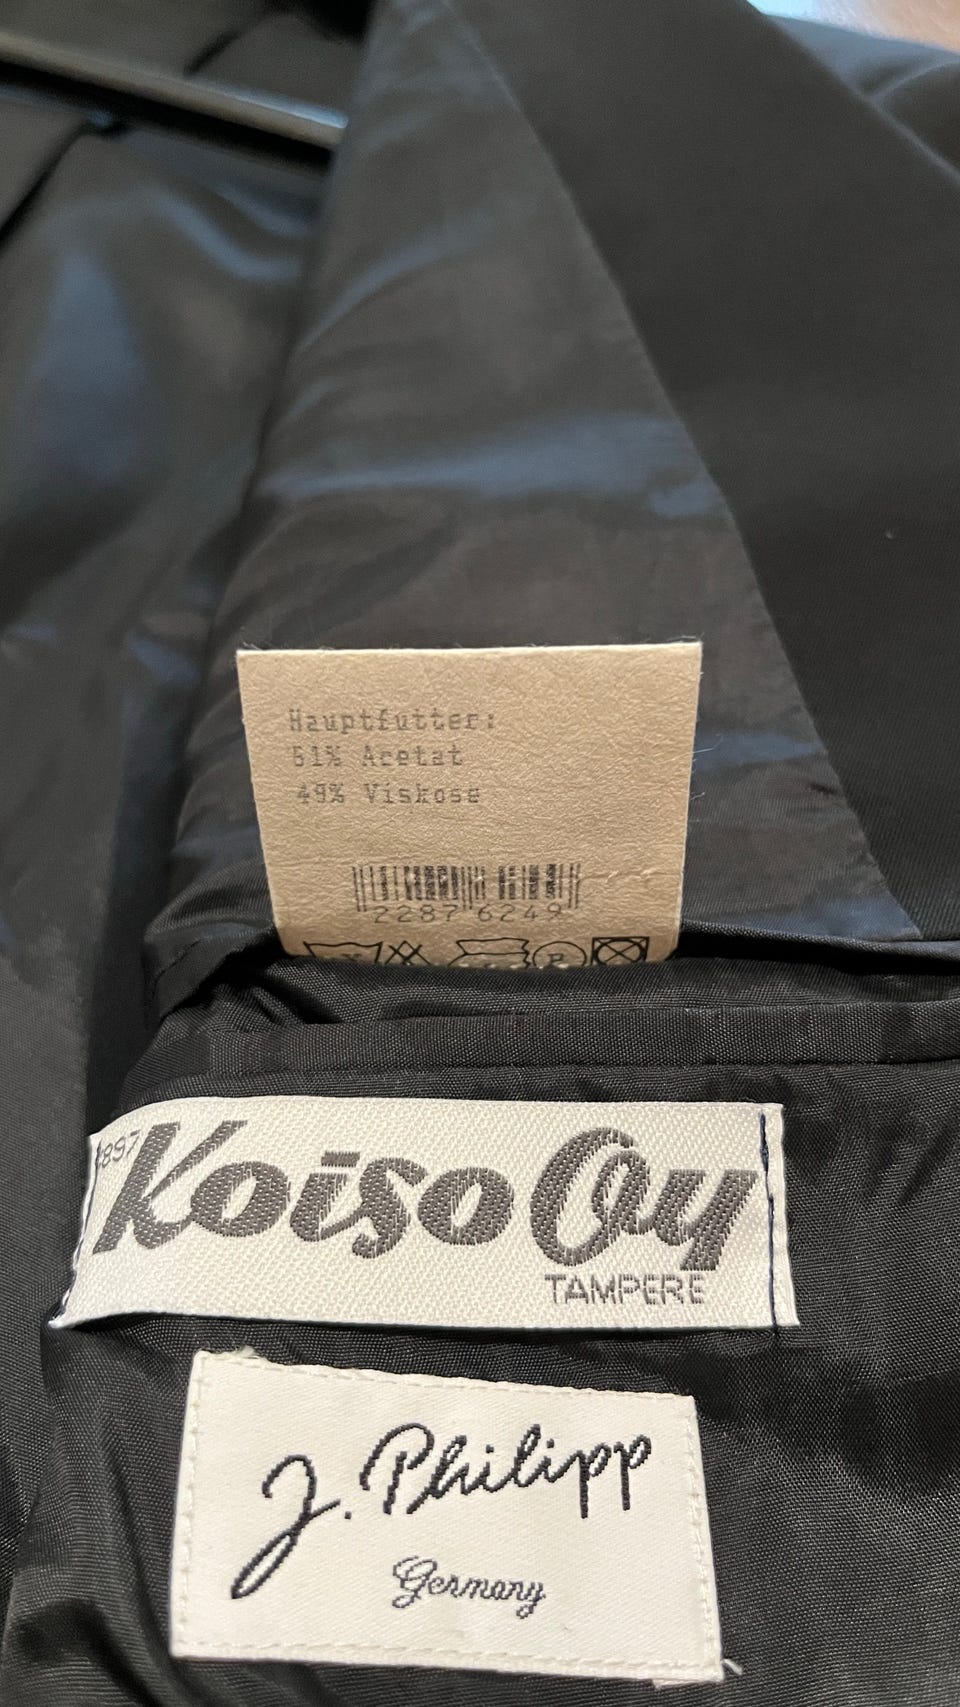 Hauptfutter:
51% Acetat
49% Viskose
2287 6249
P
1897
Koiso Oy
TAMPERE
J. Philipp
Germany